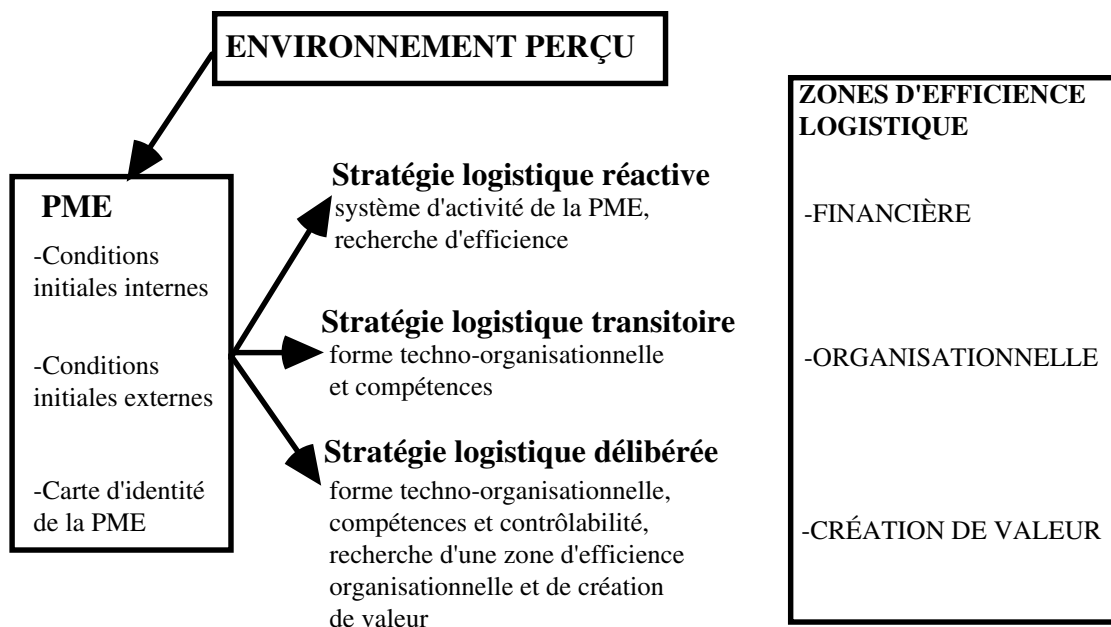 ENVIRONNEMENT PERÇU
PME
-Conditions
initiales internes
-Conditions
initiales externes
-Carte d'identité
de la PME
Stratégie logistique réactive
système d'activité de la PME,
recherche d'efficience
Stratégie logistique transitoire
forme techno-organisationnelle
et compétences
Stratégie logistique délibérée
forme techno-organisationnelle,
compétences et contrôlabilité,
recherche d'une zone d'efficience
organisationnelle et de création
de valeur
ZONES D'EFFICIENCE
LOGISTIQUE
-FINANCIÈRE
-ORGANISATIONNELLE
-CRÉATION DE VALEUR